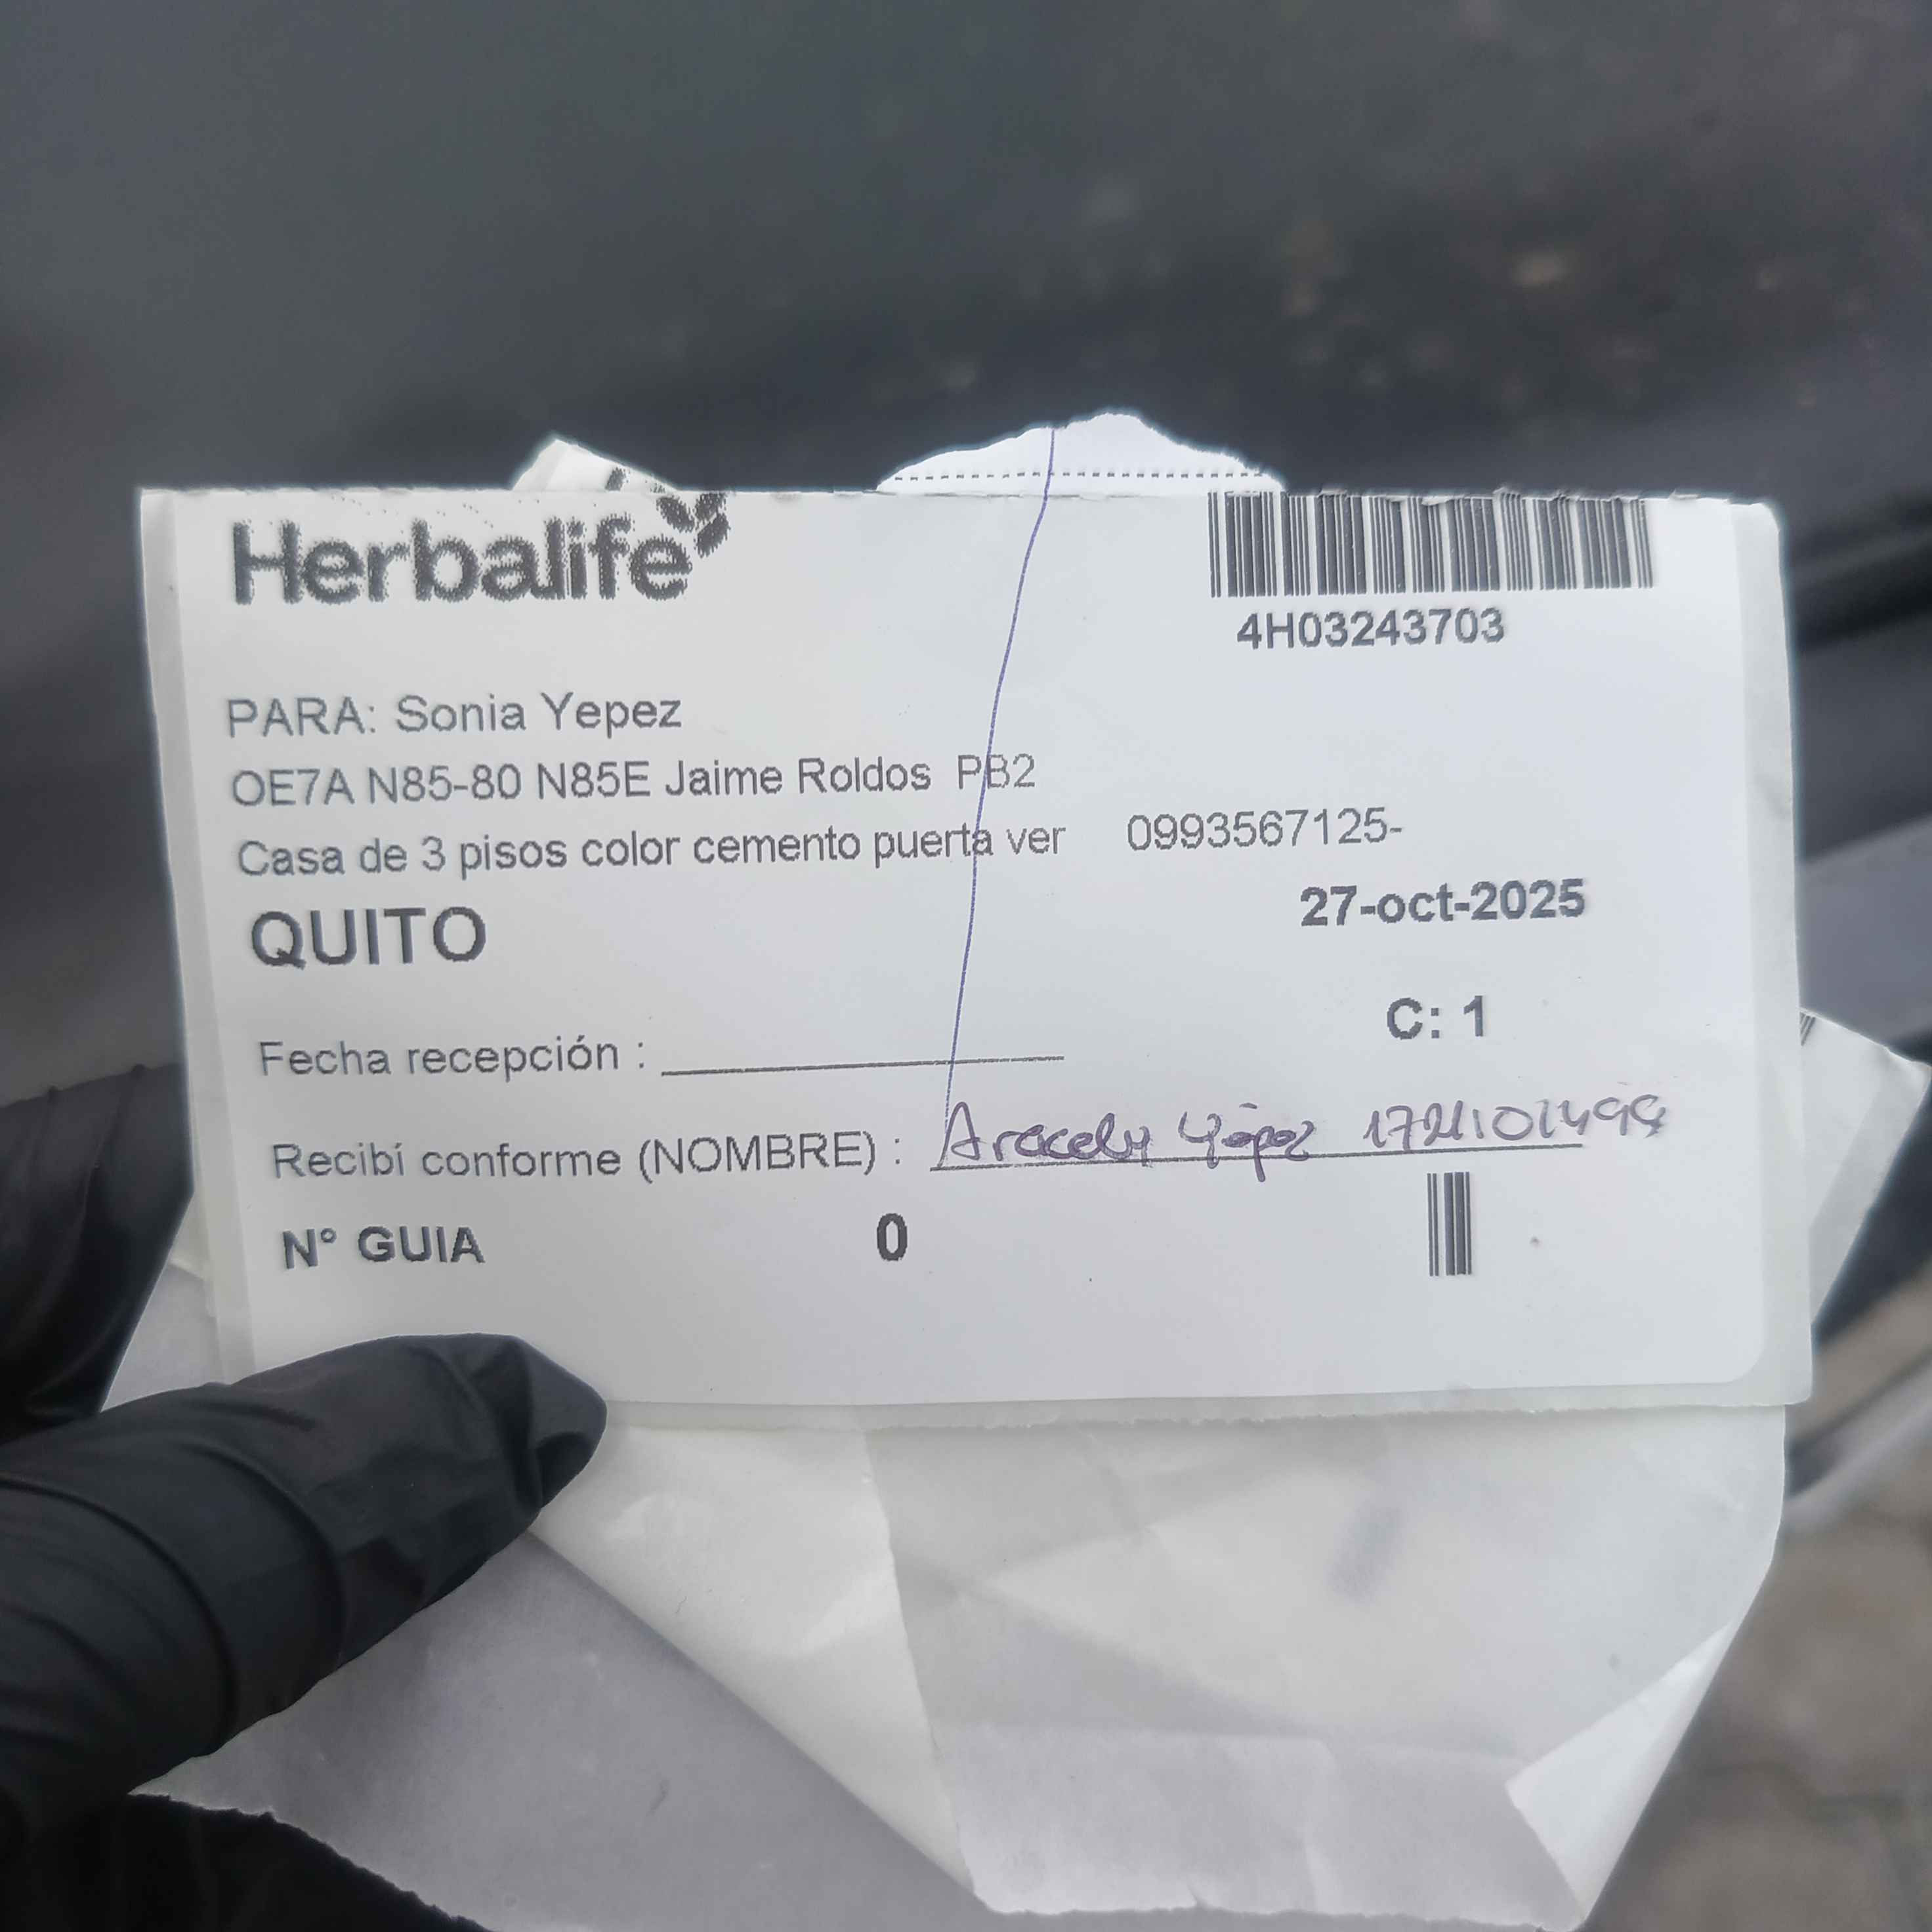 Herbalife
4H03243703
PARA: Sonia Yepez
OE7A N85-80 N85E Jaime Roldos PB2
Casa de 3 pisos color cemento puerta ver 0993567125-
QUITO
27-oct-2025
C: 1
Fecha recepción :
Recibí conforme (NOMBRE) : Aracely Yépez
N° GUIA 0